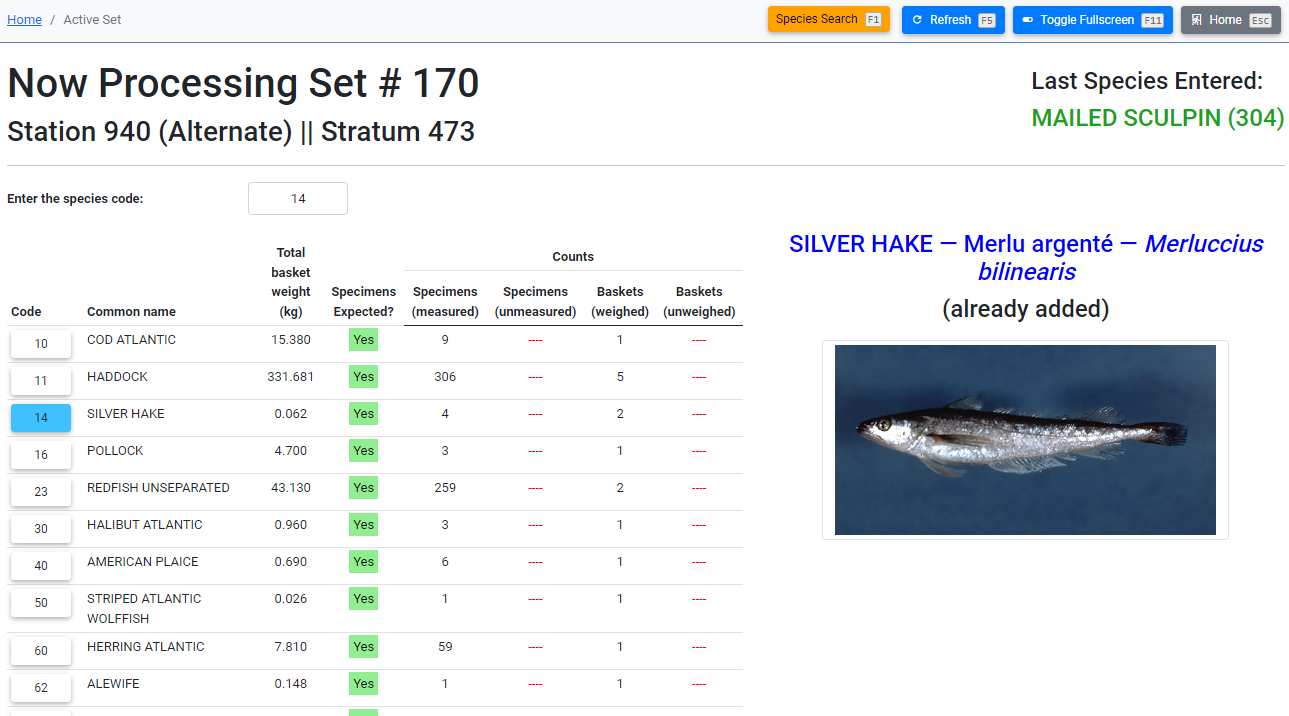 Home / Active Set
Species Search F1
Refresh F5
Toggle Fullscreen F11
Home Esc
Now Processing Set # 170
Station 940 (Alternate) || Stratum 473
Last Species Entered:
MAILED SCULPIN (304)
Enter the species code:
14
Code
Common name
Total
basket
weight
(kg)
Specimens
Expected?
Counts
Specimens
(measured)
Specimens
(unmeasured)
Baskets
(weighed)
Baskets
(unweighed)
10 COD ATLANTIC 15.380 Yes 9 ---- 1 ----
11 HADDOCK 331.681 Yes 306 ---- 5 ----
14 SILVER HAKE 0.062 Yes 4 ---- 2 ----
16 POLLOCK 4.700 Yes 3 ---- 1 ----
23 REDFISH UNSEPARATED 43.130 Yes 259 ---- 2 ----
30 HALIBUT ATLANTIC 0.960 Yes 3 ---- 1 ----
40 AMERICAN PLAICE 0.690 Yes 6 ---- 1 ----
50 STRIPED ATLANTIC 0.026 Yes 1 ---- 1 ----
WOLFFISH
60 HERRING ATLANTIC 7.810 Yes 59 ---- 1 ----
62 ALEWIFE 0.148 Yes 1 ---- 1 ----
SILVER HAKE — Merlu argenté — Merluccius
bilinearis
(already added)